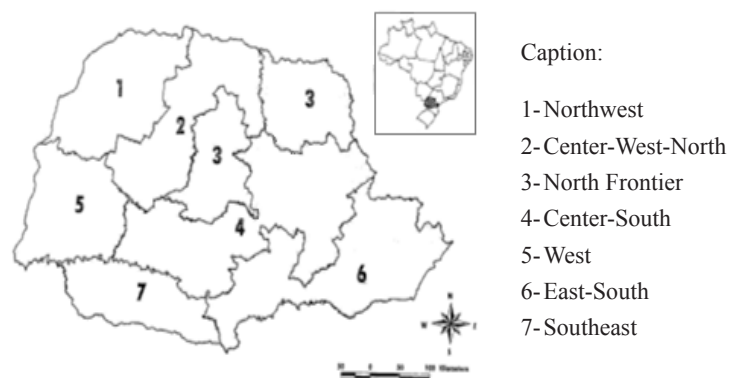 1
2
3
3
5
4
6
7
N
W
E
S
Caption:
1-Northwest
2-Center-West-North
3-North Frontier
4-Center-South
5-West
6-East-South
7-Southeast